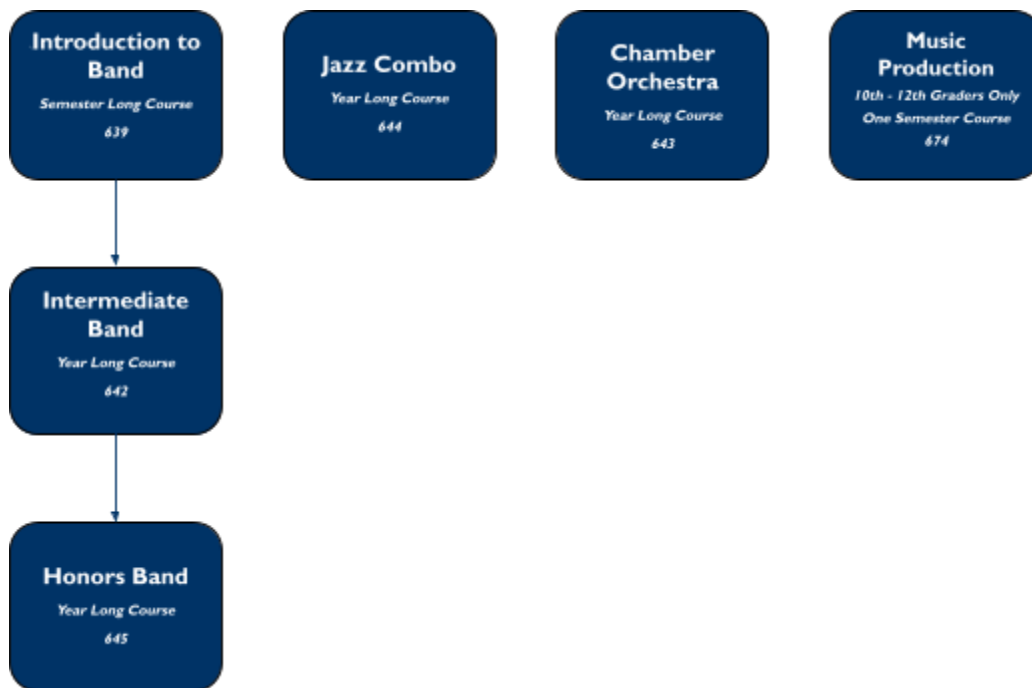 Introduction to
Band
Semester Long Course
639
Jazz Combo
Year Long Course
644
Chamber
Orchestra
Year Long Course
643
Music
Production
10th - 12th Graders Only
One Semester Course
674
Intermediate
Band
Year Long Course
642
Honors Band
Year Long Course
645